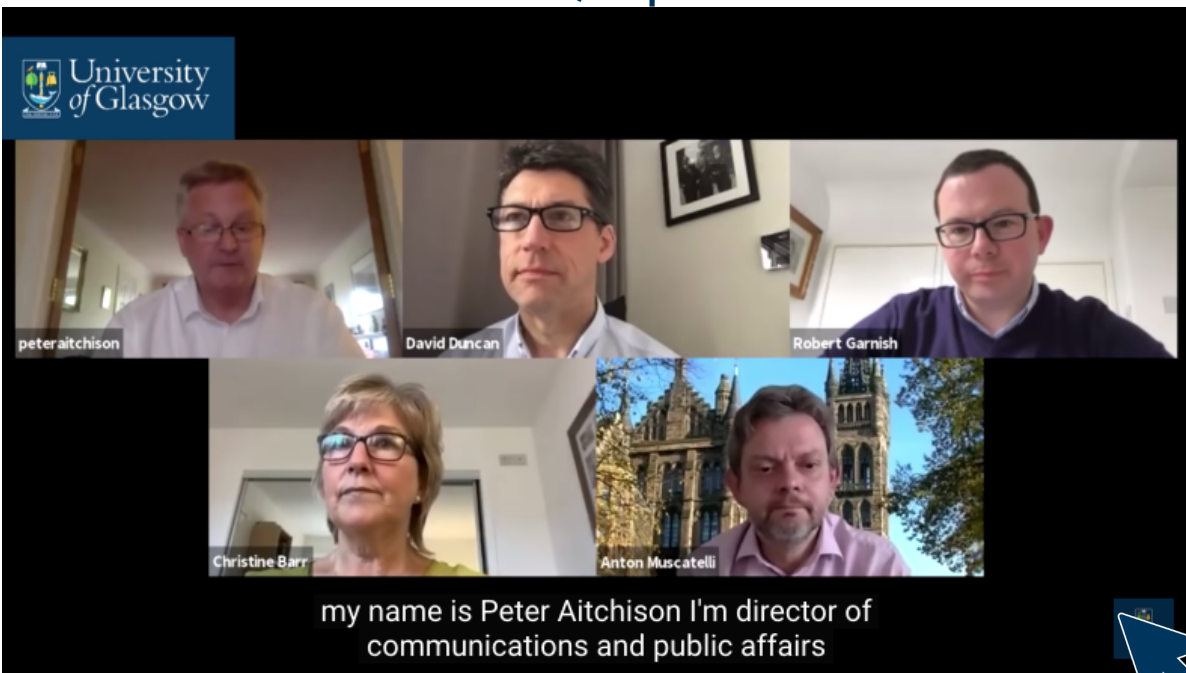 University
of Glasgow
peteraitchison
David Duncan
Robert Garnish
Christine Barr
Anton Muscatelli
my name is Peter Aitchison I'm director of
communications and public affairs